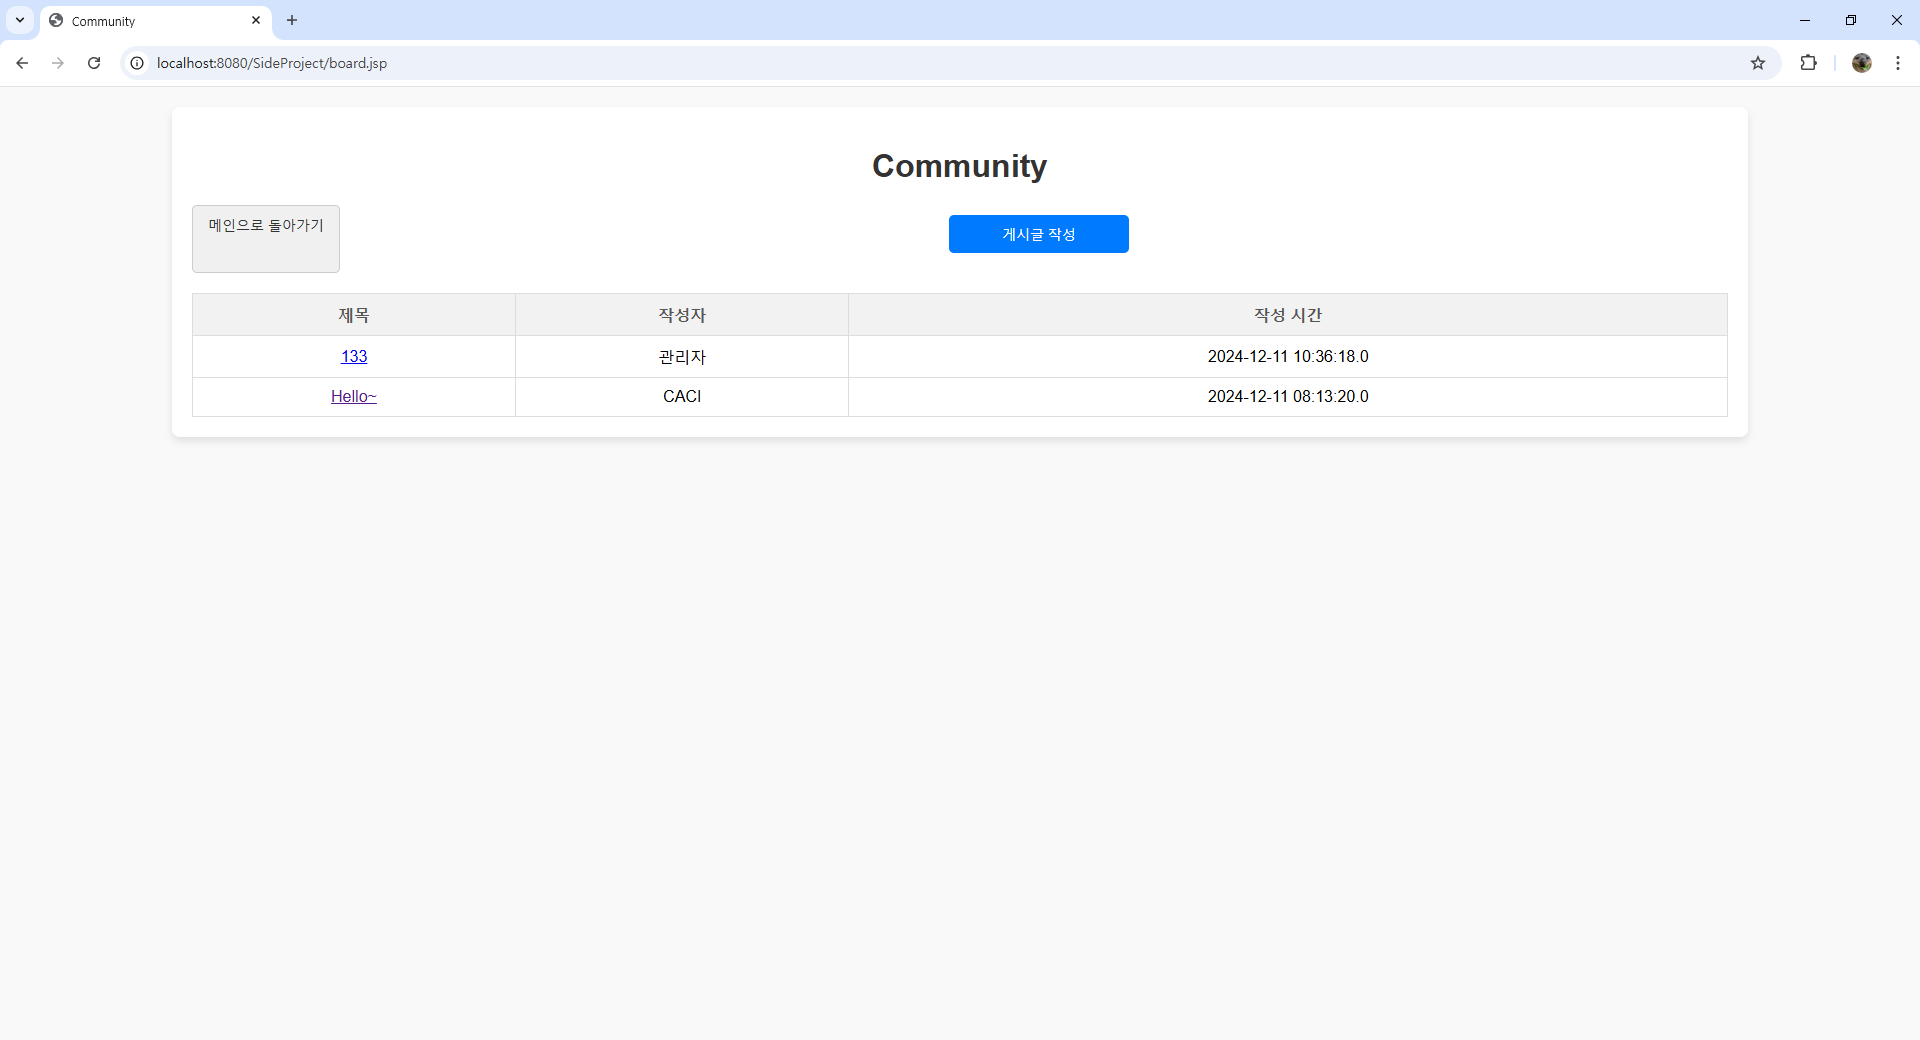 Community
localhost:8080/SideProject/board.jsp
Community
메인으로 돌아가기
게시글 작성
제목 작성자 작성 시간
133 관리자 2024-12-11 10:36:18.0
Hello~ CACI 2024-12-11 08:13:20.0